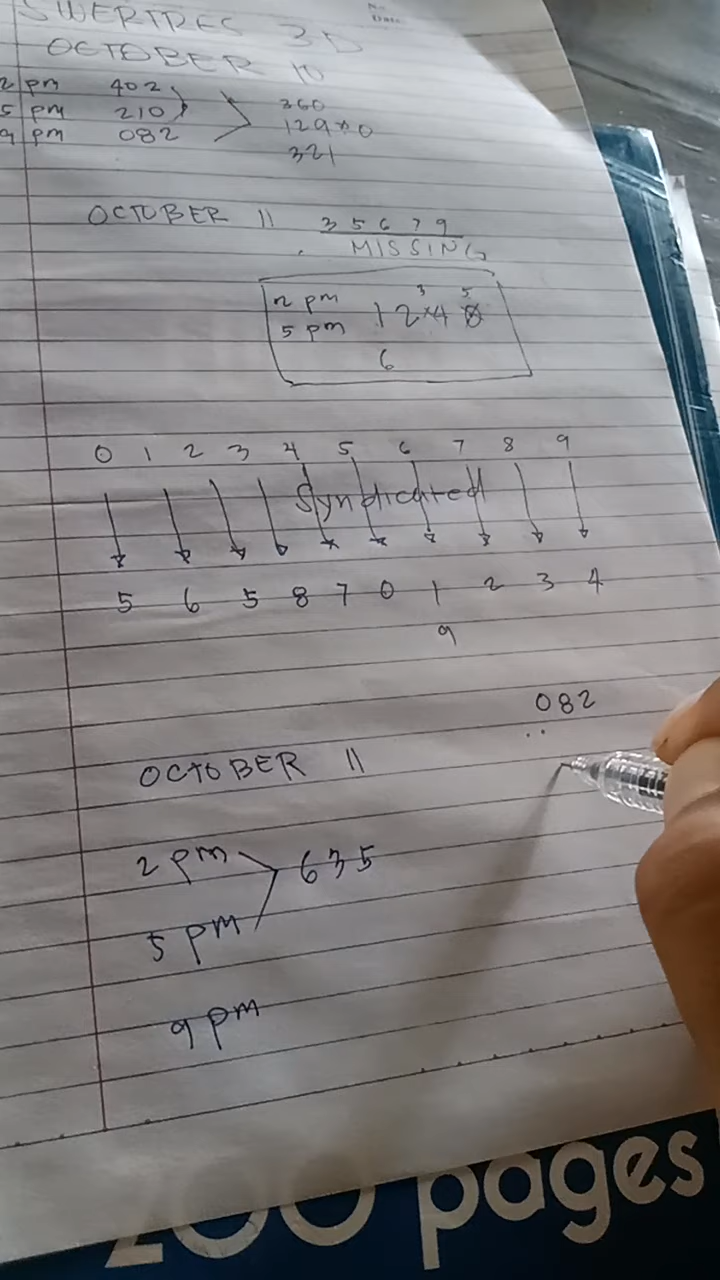 SWERTRES 3D
OCTOBER 10
2 pm 402 360
5 pm 210 129*0
9 pm 082 321
OCTOBER 11 3 5 6 7 9
MISSING
2 pm 3 5
5 pm 1 2*4
6
0 1 2 3 4 5 6 7 8 9
Syndicated
5 6 5 8 7 0 1 2 3 4
9
082
OCTOBER 11
2 pm 635
5 pm
9 pm
200 pages